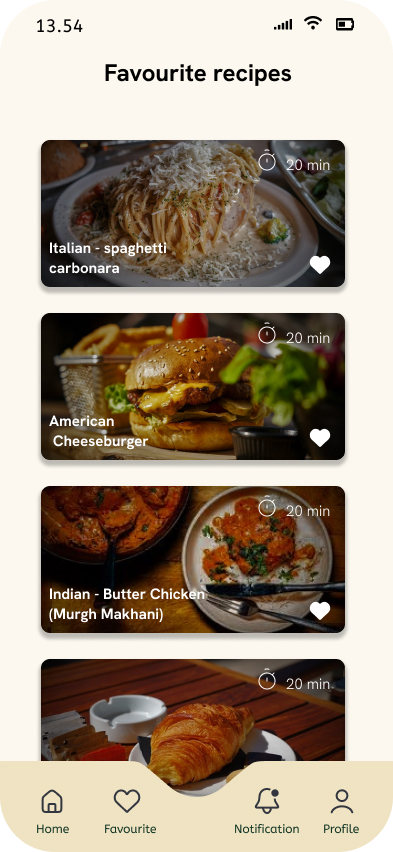 13.54
Favourite recipes
20 min
Italian - spaghetti
carbonara
20 min
American
Cheeseburger
20 min
Indian - Butter Chicken
(Murgh Makhani)
20 min
Home
Favourite
Notification
Profile